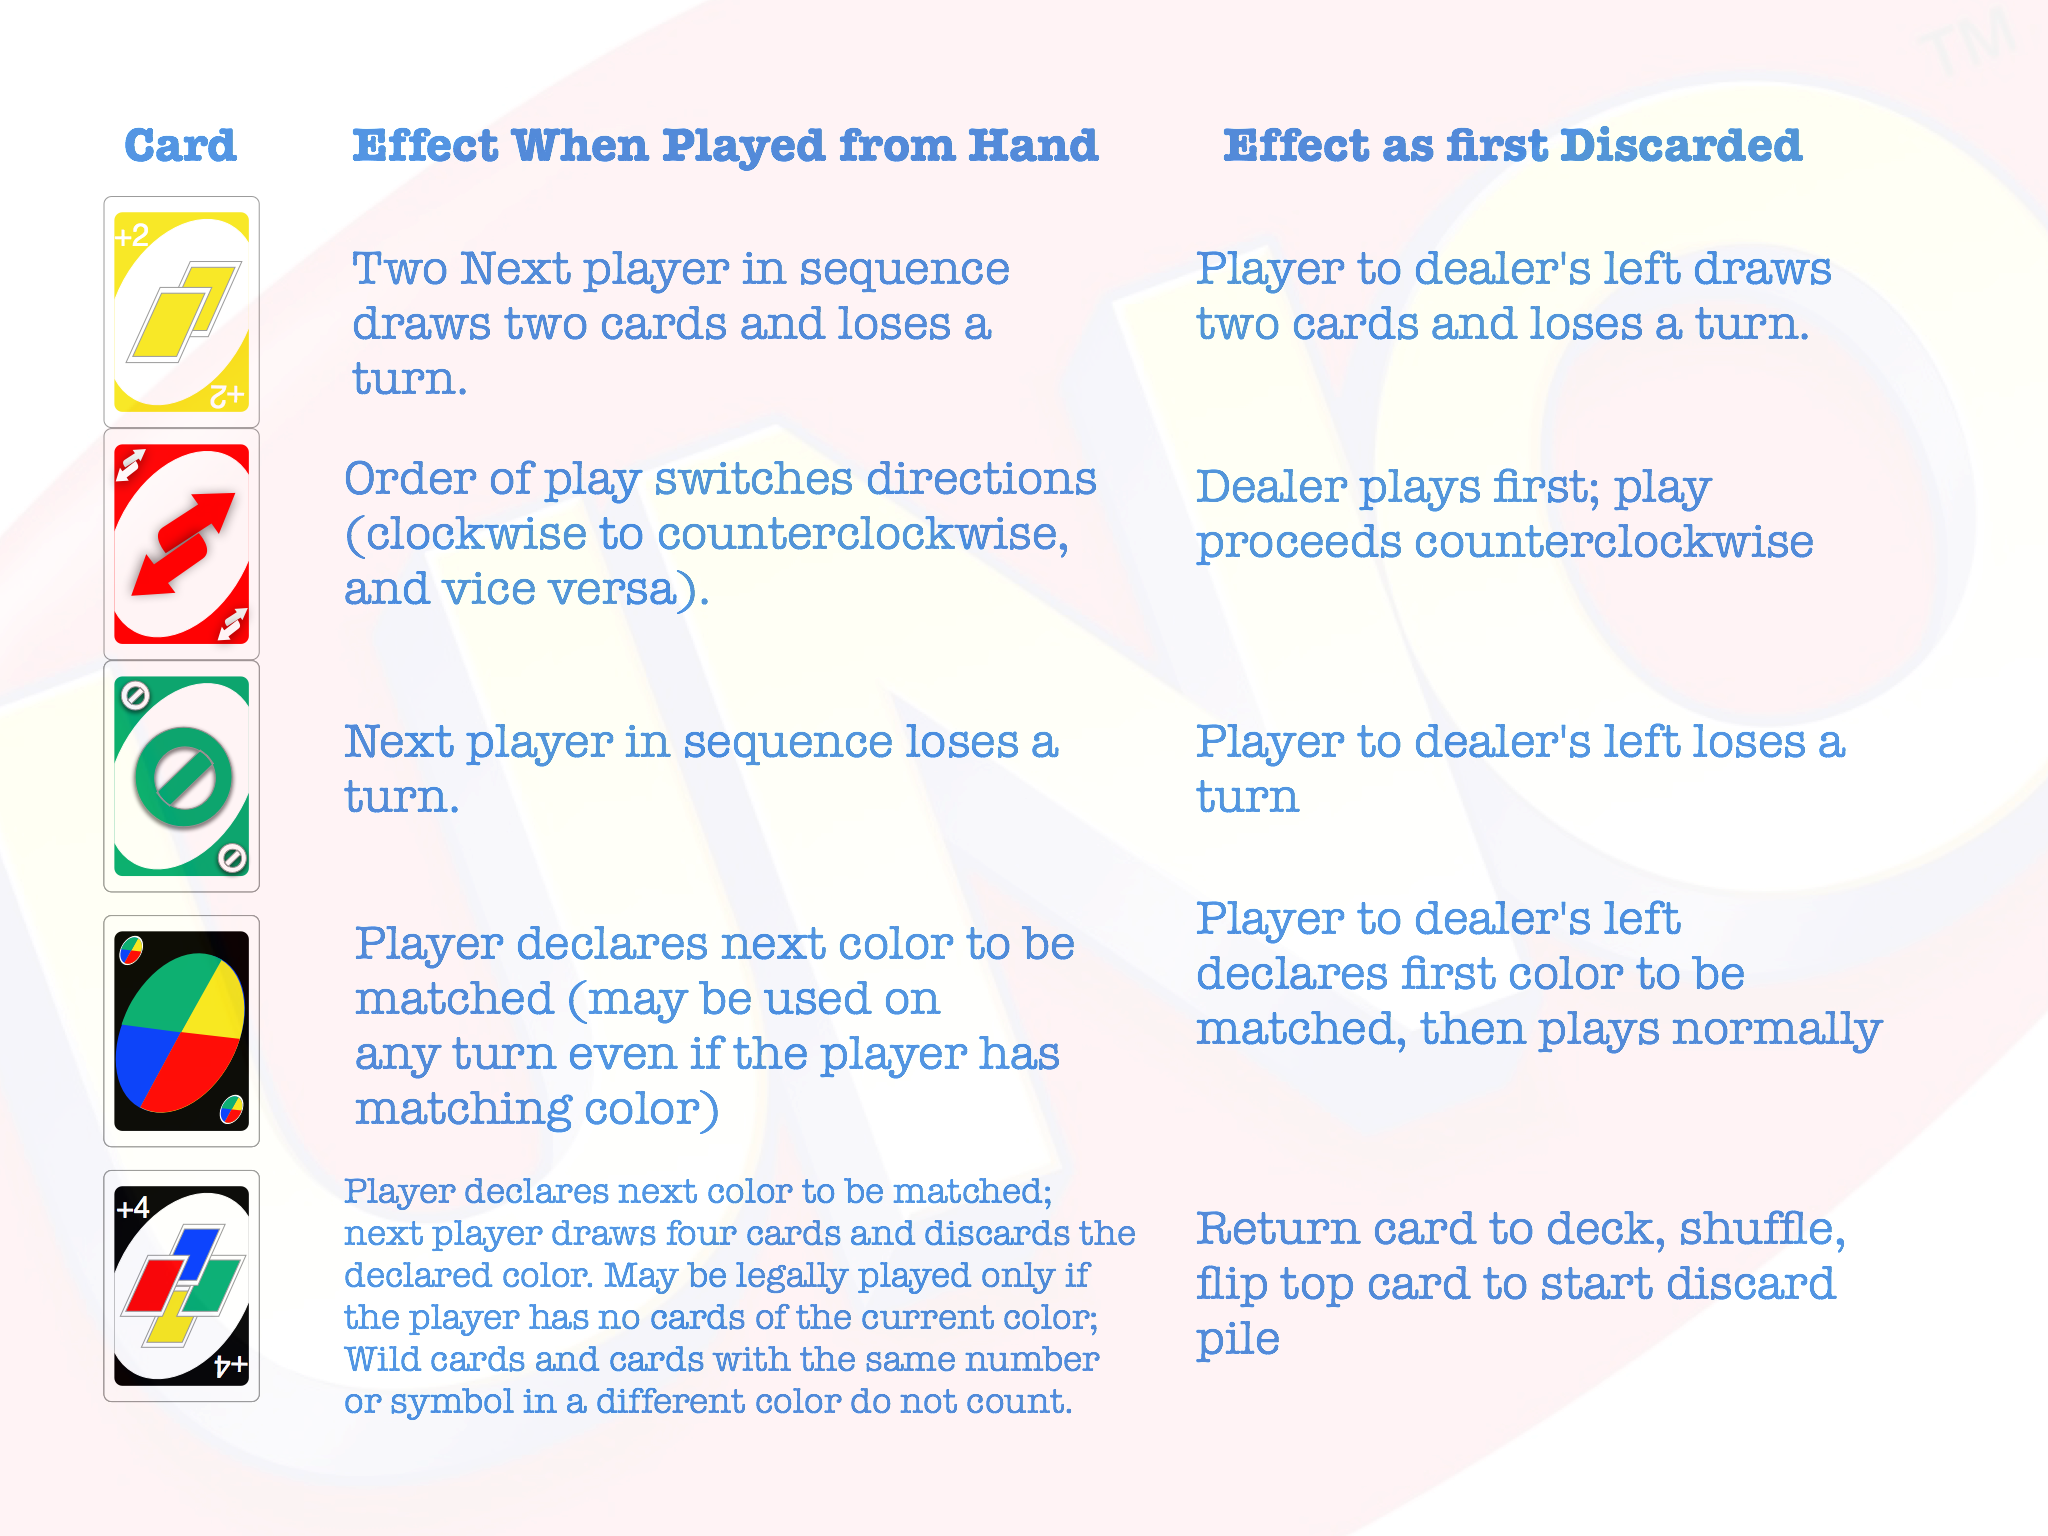 TM
UNO
Card
Effect When Played from Hand
Effect as first Discarded
+2
+2
Two Next player in sequence
draws two cards and loses a
turn.
Player to dealer's left draws
two cards and loses a turn.
Order of play switches directions
(clockwise to counterclockwise,
and vice versa).
Dealer plays first; play
proceeds counterclockwise
Next player in sequence loses a
turn.
Player to dealer's left loses a
turn
Player declares next color to be
matched (may be used on
any turn even if the player has
matching color)
Player to dealer's left
declares first color to be
matched, then plays normally
+4
+4
Player declares next color to be matched;
next player draws four cards and discards the
declared color. May be legally played only if
the player has no cards of the current color;
Wild cards and cards with the same number
or symbol in a different color do not count.
Return card to deck, shuffle,
flip top card to start discard
pile